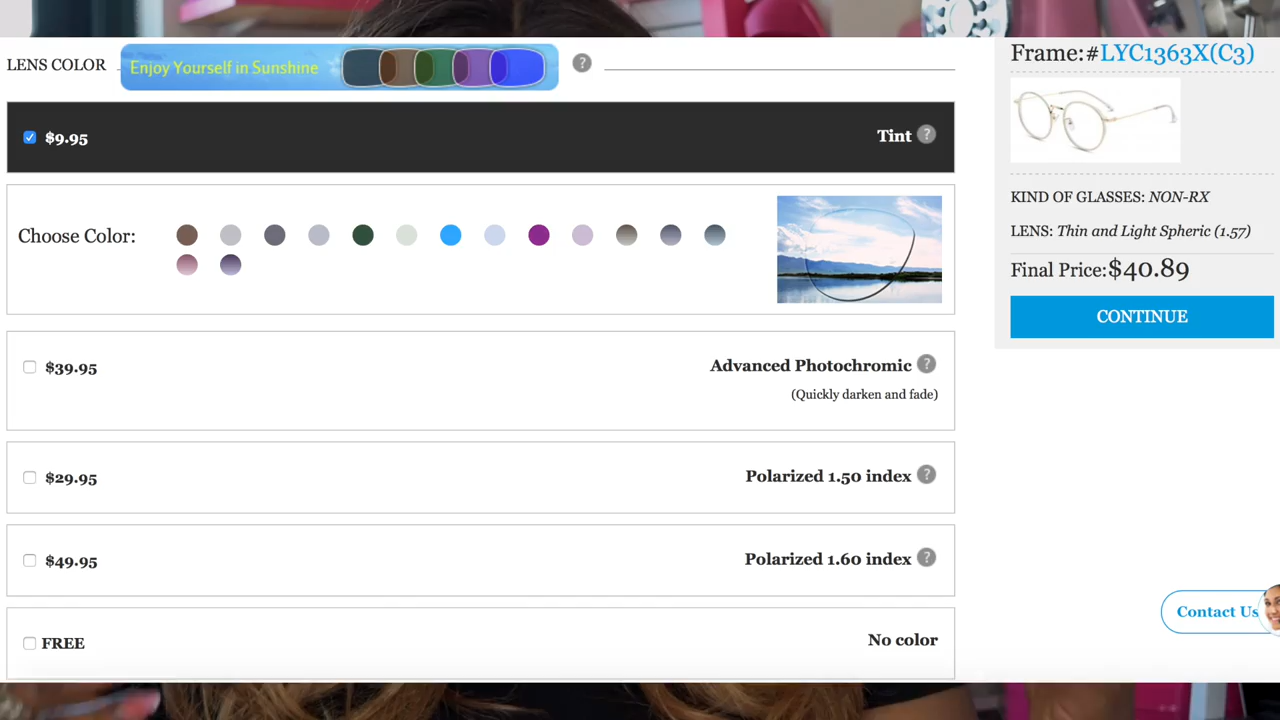 LENS COLOR
Enjoy Yourself in Sunshine
?
$9.95
Tint ?
Choose Color:
$39.95
Advanced Photochromic ?
(Quickly darken and fade)
$29.95
Polarized 1.50 index ?
$49.95
Polarized 1.60 index ?
FREE
No color
Frame:#LYC1363X(C3)
KIND OF GLASSES: NON-RX
LENS: Thin and Light Spheric (1.57)
Final Price:$40.89
CONTINUE
Contact Us